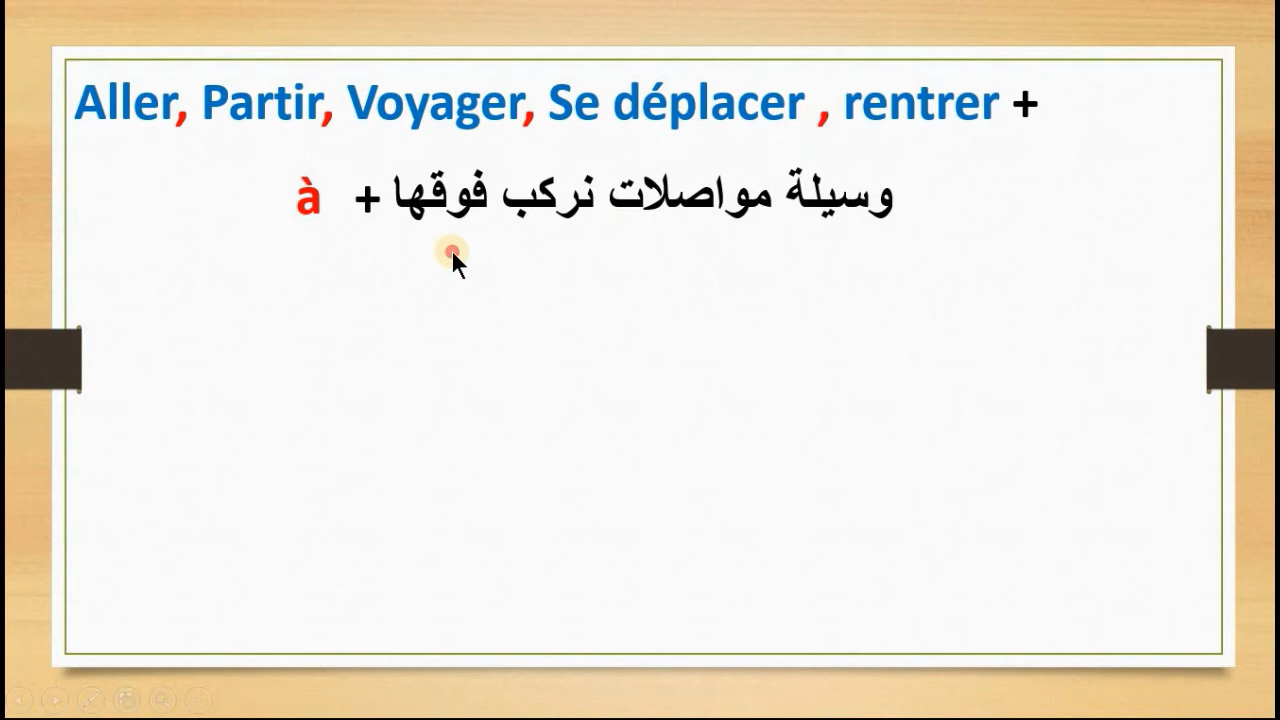 Aller, Partir, Voyager, Se déplacer , rentrer +
à + وسيلة مواصلات نركب فوقها